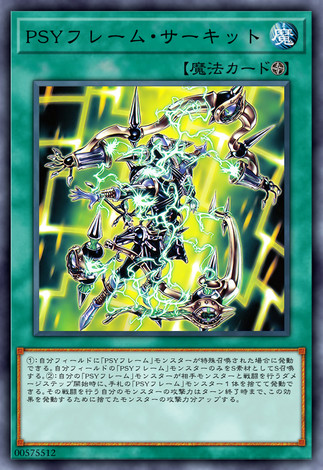 PSYフレーム・サーキット
魔
【魔法カード】
①:自分フィールドに「PSYフレーム」モンスターが特殊召喚された場合に発動
できる。自分フィールドの「PSYフレーム」モンスターのみをS素材としてS召喚
する。②:自分の「PSYフレーム」モンスターが相手モンスターと戦闘を行うダメ
ージステップ開始時に、手札の「PSYフレーム」モンスター1体を捨てて発動でき
る。その戦闘を行う自分のモンスターの攻撃力はターン終了時まで、この効
果を発動するために捨てたモンスターの攻撃力分アップする。
00575512